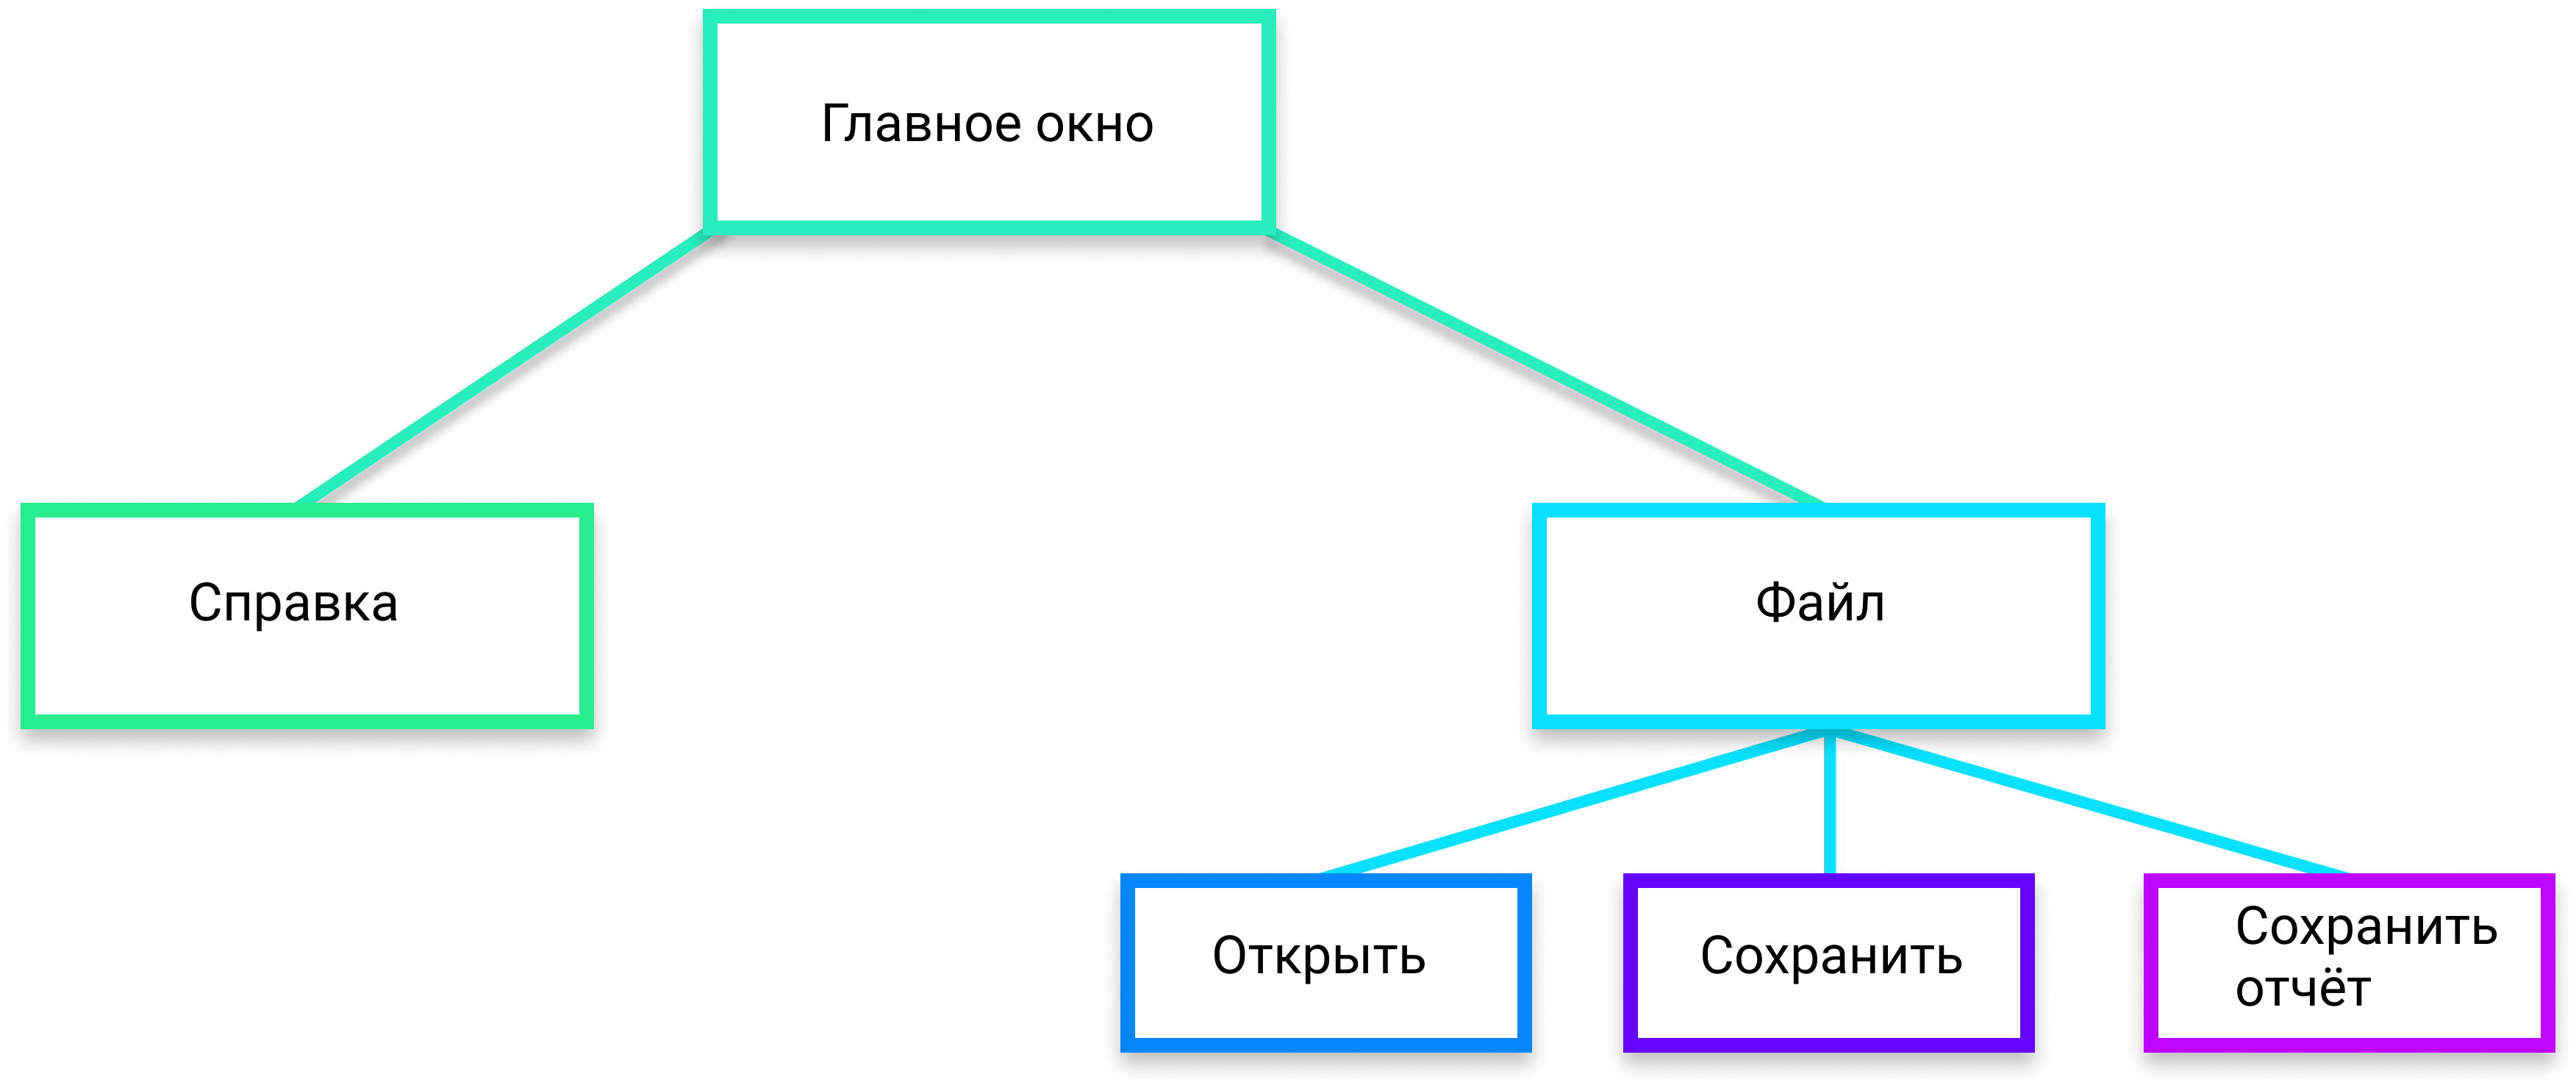 Главное окно
Справка
Файл
Открыть
Сохранить
Сохранить
отчёт